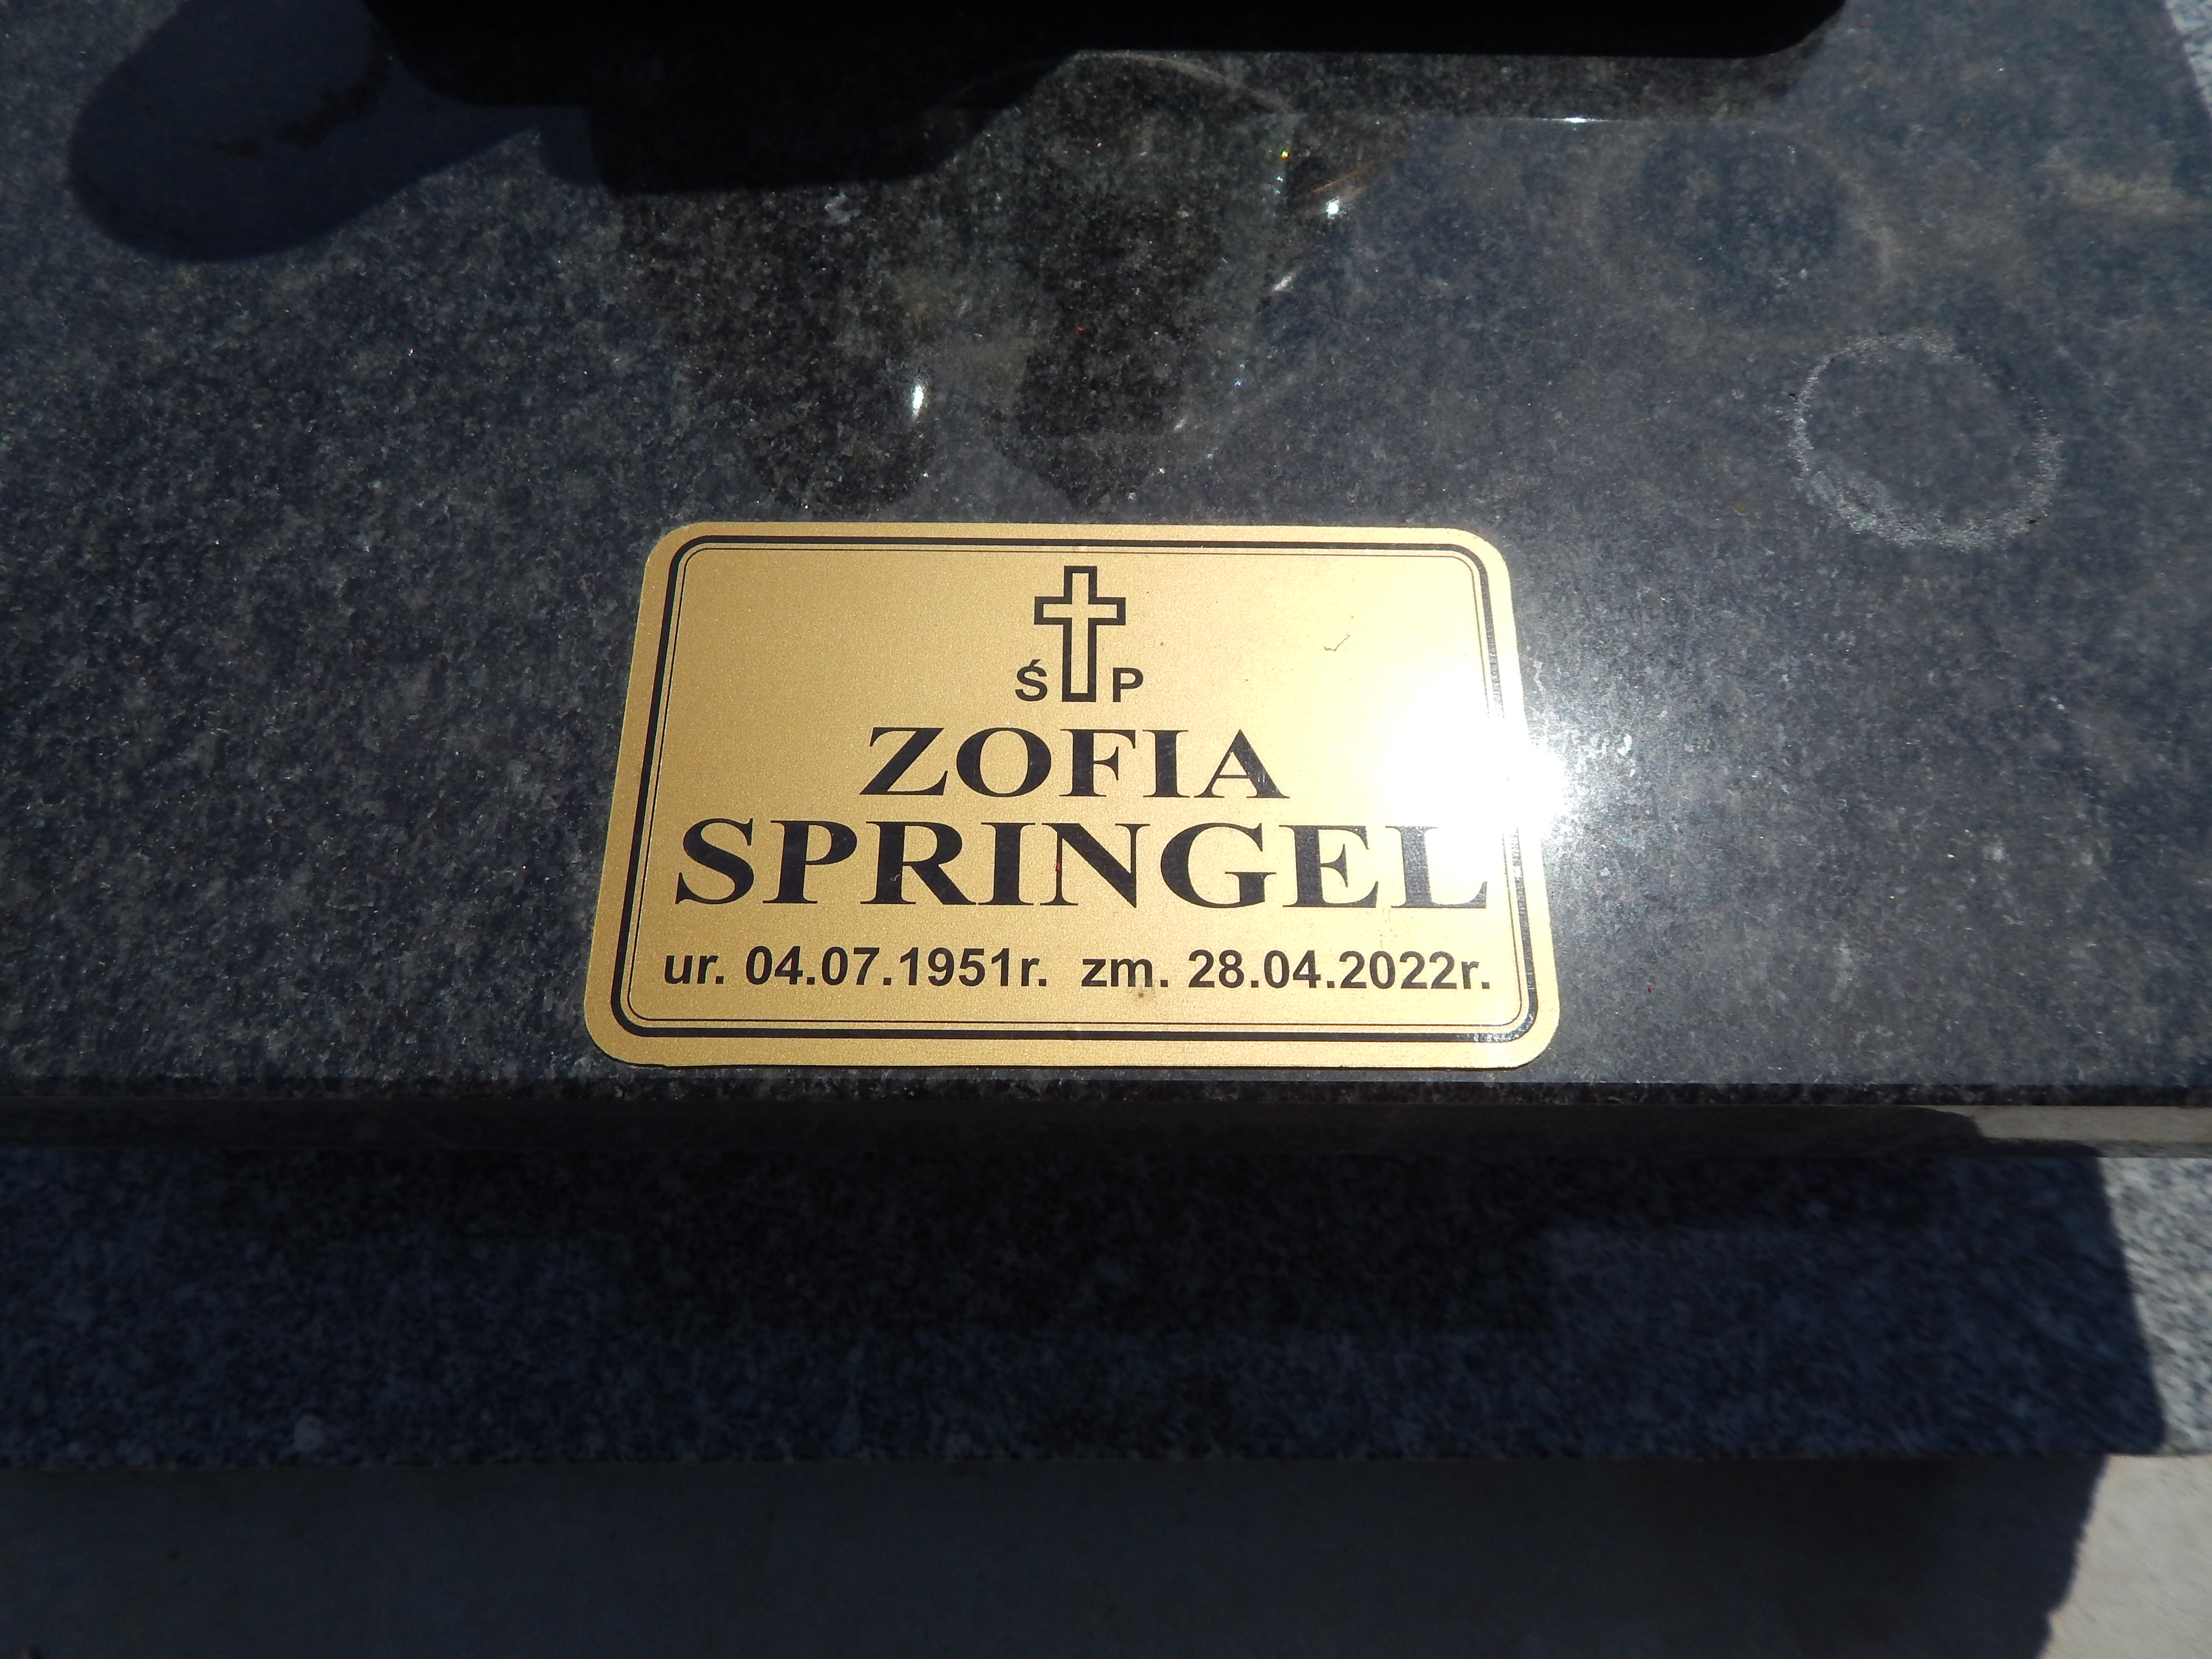 Ś P
ZOFIA
SPRINGEL
ur. 04.07.1951r. zm. 28.04.2022r.